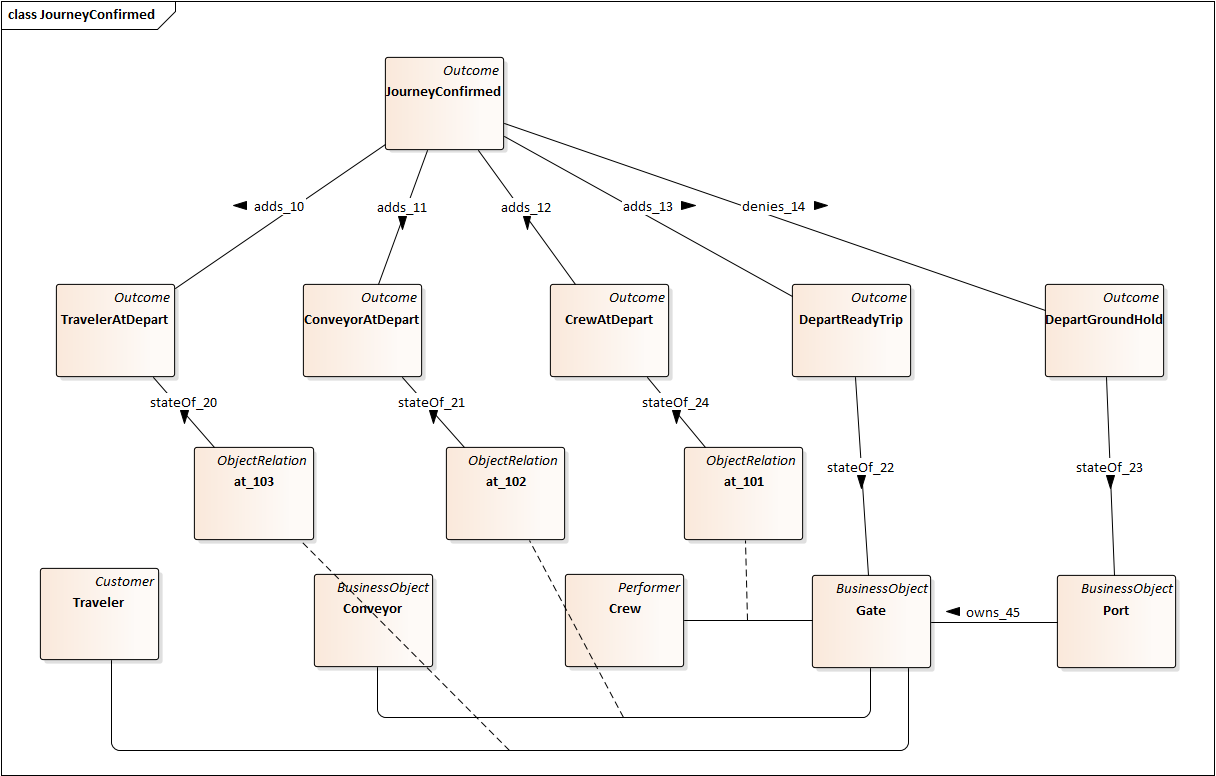 class JourneyConfirmed
Outcome
JourneyConfirmed
adds_10
adds_11
adds_12
adds_13
denies_14
Outcome
TravelerAtDepart
Outcome
ConveyorAtDepart
Outcome
CrewAtDepart
Outcome
DepartReadyTrip
Outcome
DepartGroundHold
stateOf_20
stateOf_21
stateOf_24
stateOf_22
stateOf_23
ObjectRelation
at_103
ObjectRelation
at_102
ObjectRelation
at_101
Customer
Traveler
BusinessObject
Conveyor
Performer
Crew
BusinessObject
Gate
owns_45
BusinessObject
Port